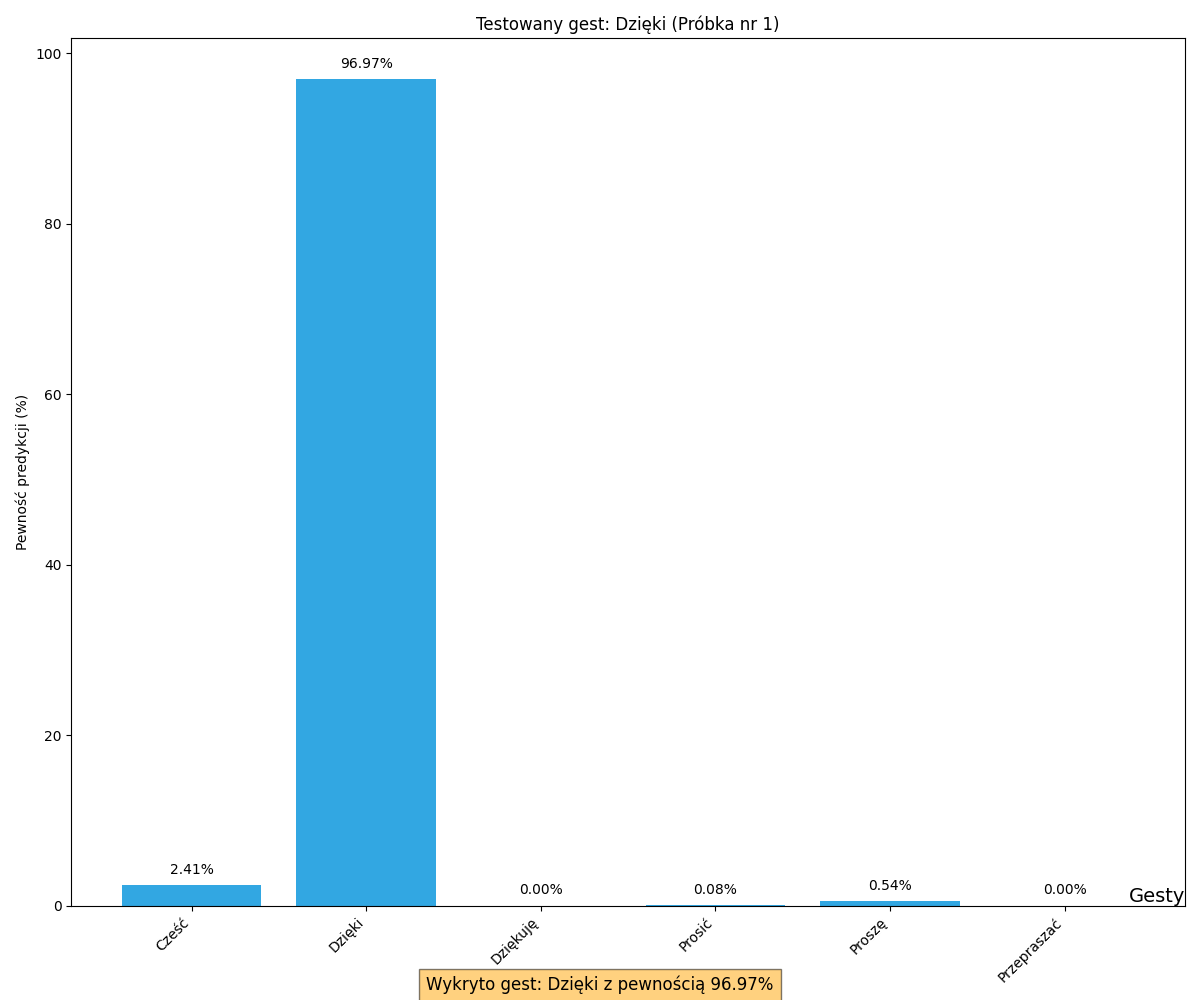 Testowany gest: Dzięki (Próbka nr 1)
Pewność predykcji (%)
100
80
60
40
20
0
2.41%
96.97%
0.00%
0.08%
0.54%
0.00%
Gesty
Cześć
Dzięki
Dziękuję
Prosić
Proszę
Przepraszać
Wykryto gest: Dzięki z pewnością 96.97%